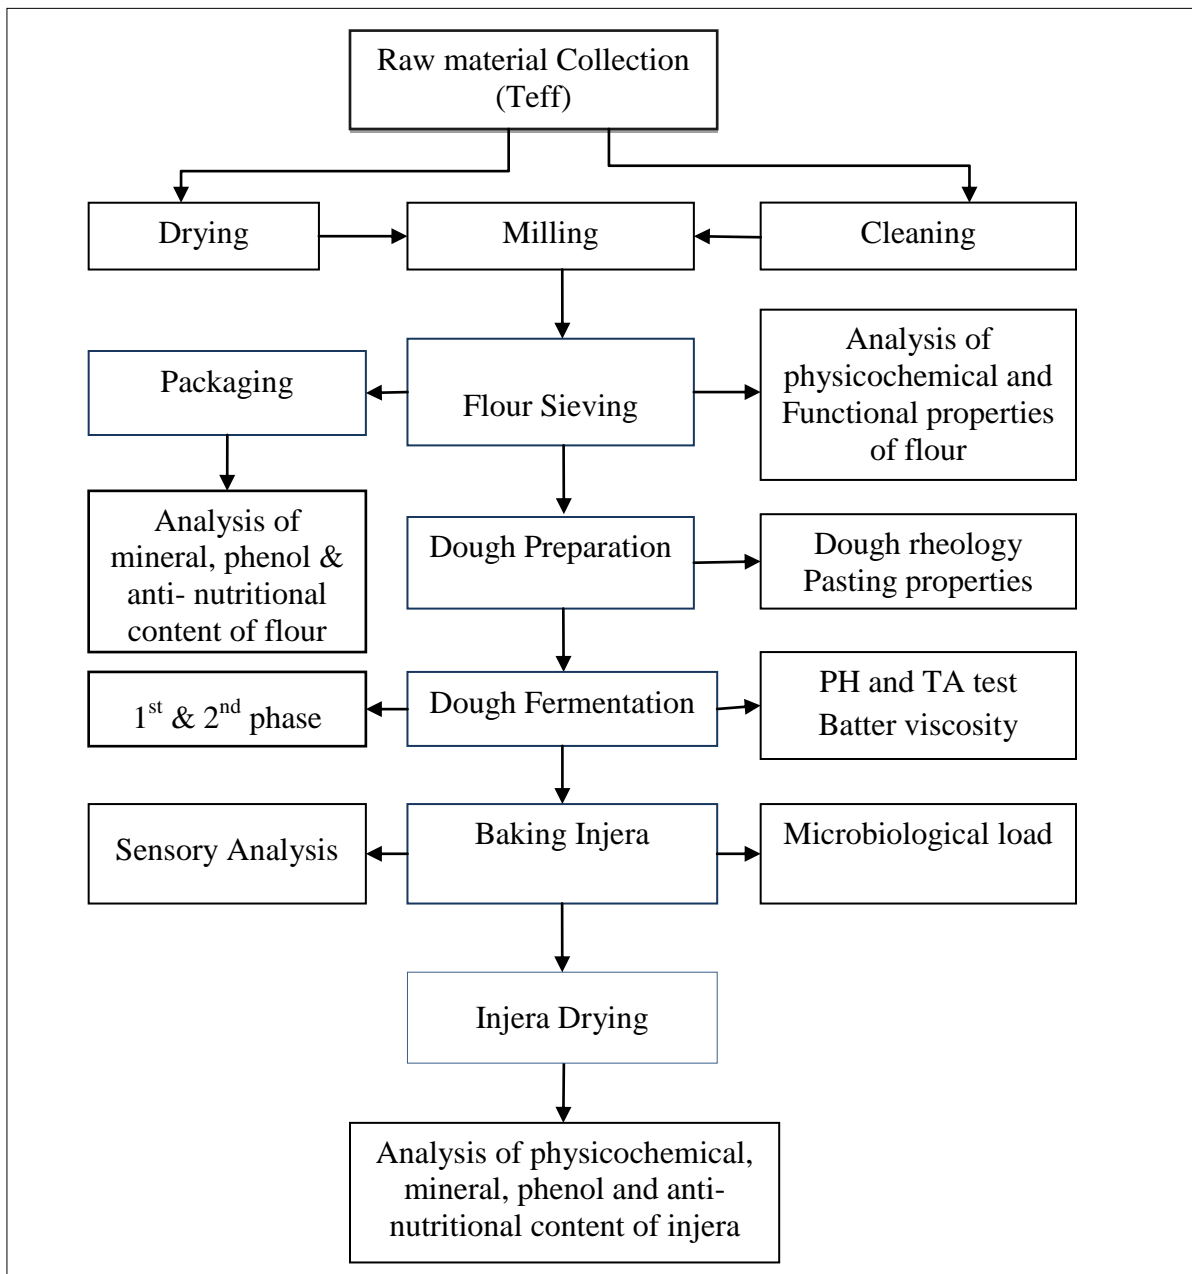 Raw material Collection
(Teff)
Drying
Milling
Cleaning
Packaging
Flour Sieving
Analysis of
physicochemical and
Functional properties
of flour
Analysis of
mineral, phenol &
anti- nutritional
content of flour
Dough Preparation
Dough rheology
Pasting properties
1st & 2nd phase
Dough Fermentation
PH and TA test
Batter viscosity
Sensory Analysis
Baking Injera
Microbiological load
Injera Drying
Analysis of physicochemical,
mineral, phenol and anti-
nutritional content of injera